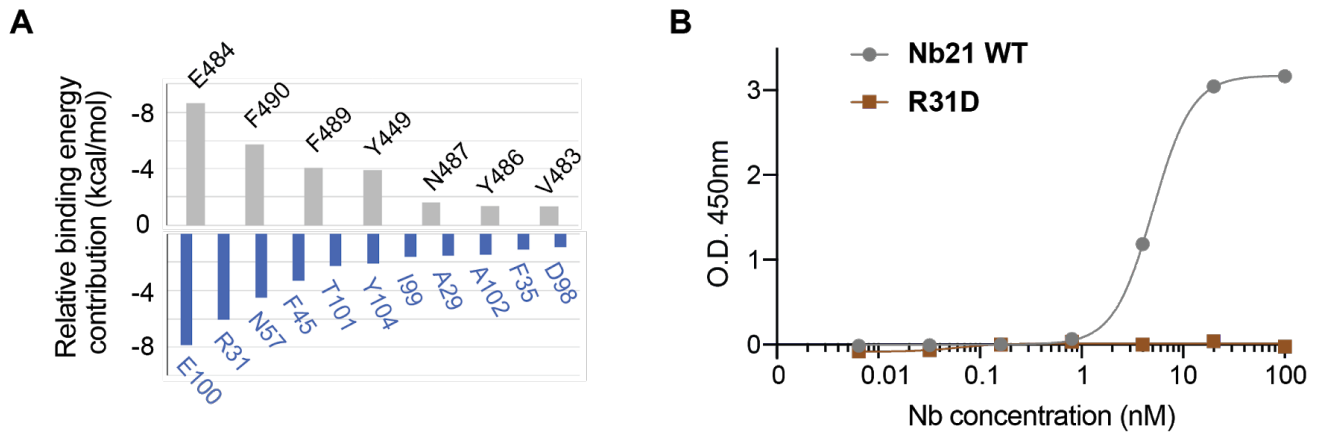 A
Relative binding energy
contribution (kcal/mol)
-8
-4
0
E484
F490
F489
Y449
N487
Y486
V483
-4
-8
E100
R31
N57
F45
T101
Y104
I99
A29
A102
F35
D98
B
Nb21 WT
R31D
O.D. 450nm
3
2
1
0
0
0.01
0.1
1
10
100
Nb concentration (nM)